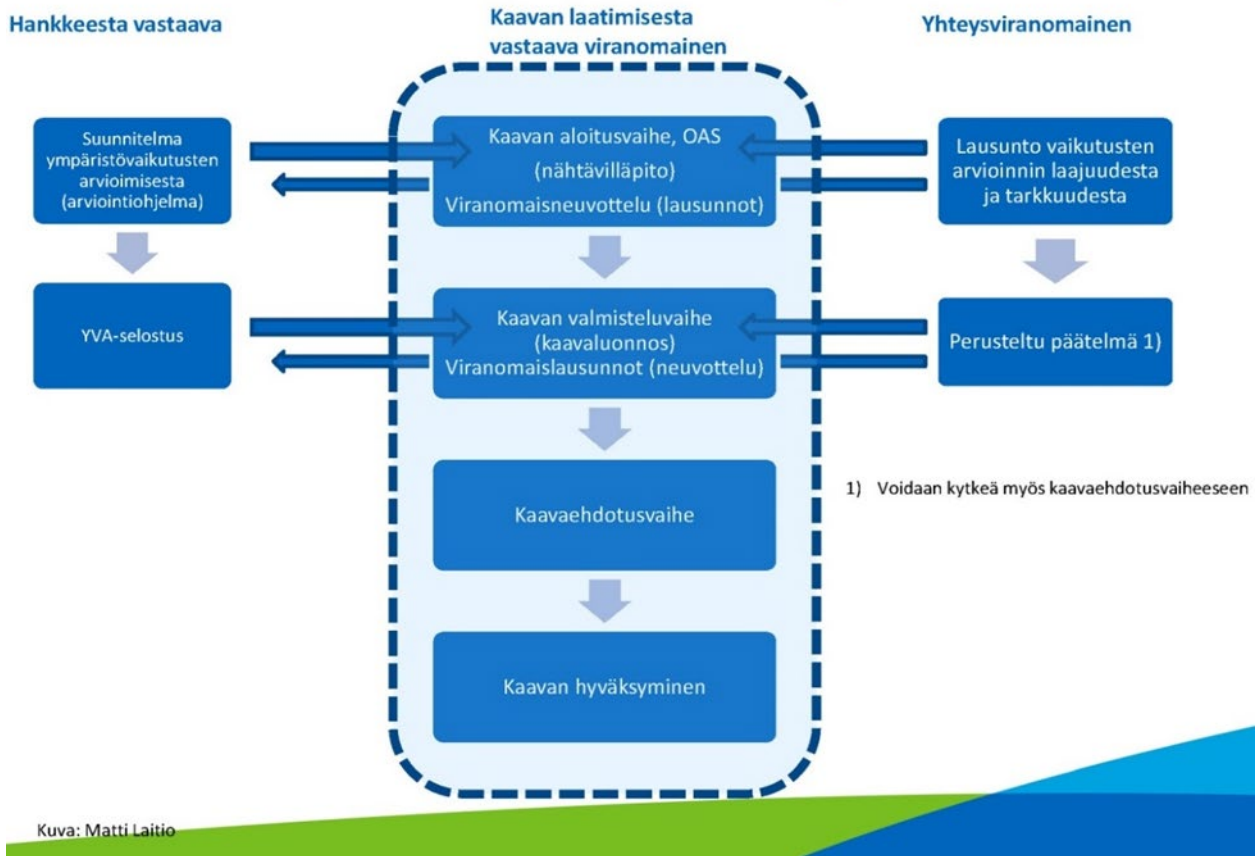 Hankkeesta vastaava
Kaavan laatimisesta
vastaava viranomainen
Yhteysviranomainen
Suunnitelma
ympäristövaikutusten
arvioimisesta
(arviointiohjelma)
Kaavan aloitusvaihe, OAS
(nähtävilläpito)
Viranomaisneuvottelu (lausunnot)
Lausunto vaikutusten
arvioinnin laajuudesta
ja tarkkuudesta
YVA-selostus
Kaavan valmisteluvaihe
(kaavaluonnos)
Viranomaislausunnot (neuvottelu)
Perusteltu päätelmä 1)
Kaavaehdotusvaihe
1) Voidaan kytkeä myös kaavaehdotusvaiheeseen
Kaavan hyväksyminen
Kuva: Matti Laitio